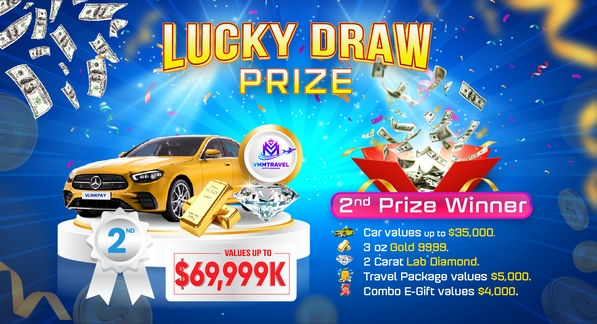 LUCKY DRAW
PRIZE
VMMTRAVEL
VLINKPAY
2ND
VALUES UP TO
$69,999K
2nd Prize Winner
Car values up to $35,000.
3 oz Gold 9999.
2 Carat Lab Diamond.
Travel Package values $5,000.
Combo E-Gift values $4,000.